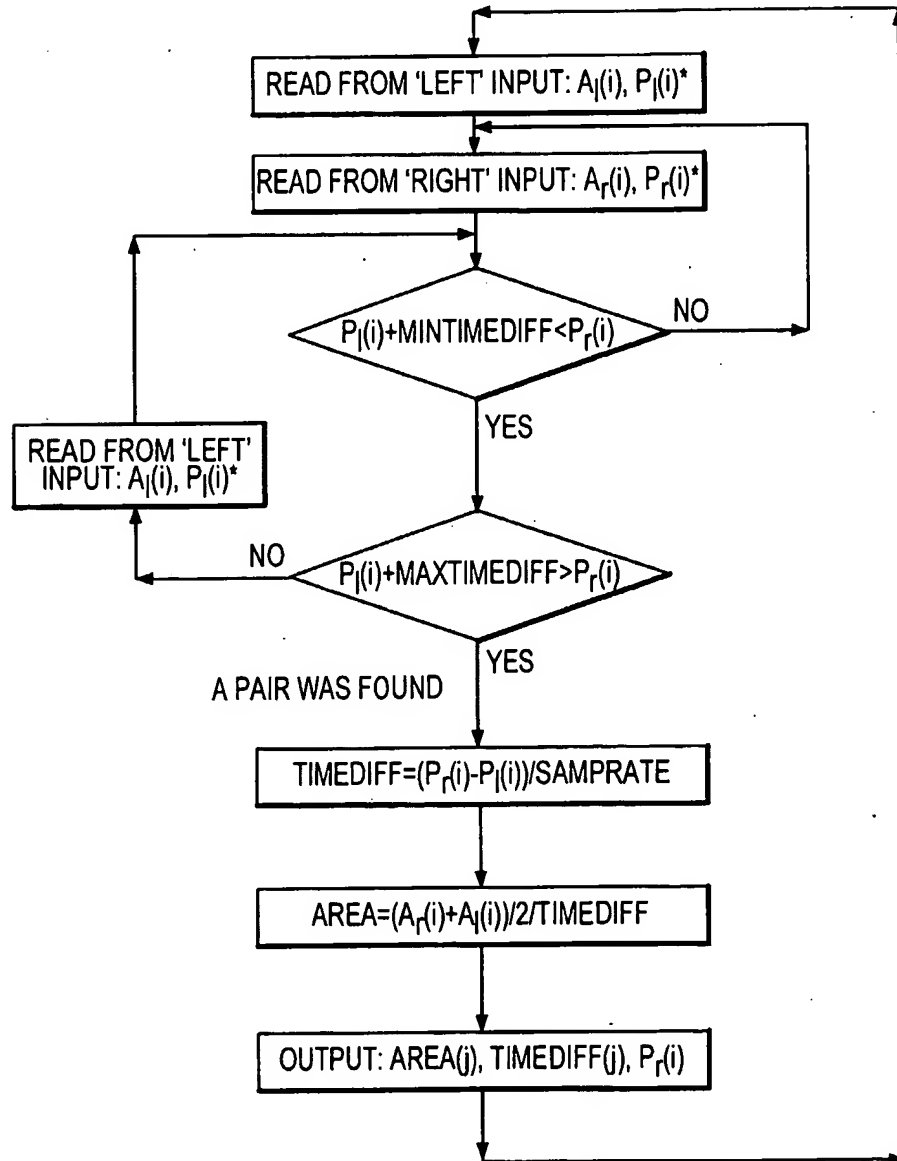 READ FROM 'LEFT' INPUT: Al(i), Pl(i)*
READ FROM 'RIGHT' INPUT: Ar(i), Pr(i)*
Pl(i)+MINTIMEDIFF<Pr(i)
NO
YES
READ FROM 'LEFT'
INPUT: Al(i), Pl(i)*
NO
Pl(i)+MAXTIMEDIFF>Pr(i)
YES
A PAIR WAS FOUND
TIMEDIFF=(Pr(i)-Pl(i))/SAMPRATE
AREA=(Ar(i)+Al(i))/2/TIMEDIFF
OUTPUT: AREA(j), TIMEDIFF(j), Pr(i)